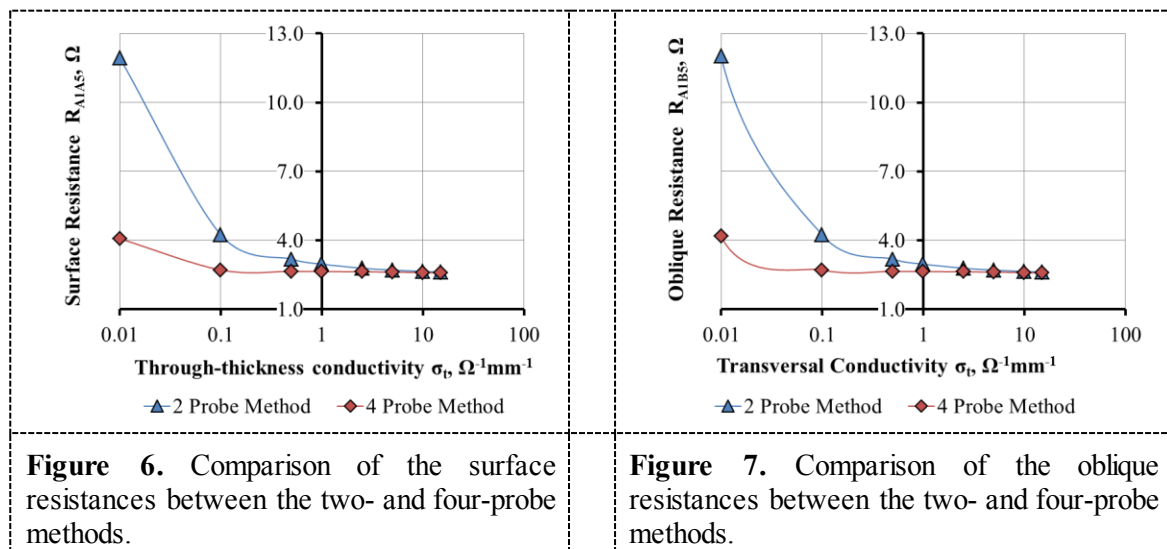 Surface Resistance R_A1A5, Ω
13.0
10.0
7.0
4.0
1.0
0.01
0.1
1
10
100
Through-thickness conductivity σt, Ω-1mm-1
2 Probe Method
4 Probe Method
Figure 6. Comparison of the surface
resistances between the two- and four-probe
methods.
Oblique Resistance R_A1B5, Ω
13.0
10.0
7.0
4.0
1.0
0.01
0.1
1
10
100
Transversal Conductivity σt, Ω-1mm-1
2 Probe Method
4 Probe Method
Figure 7. Comparison of the oblique
resistances between the two- and four-probe
methods.